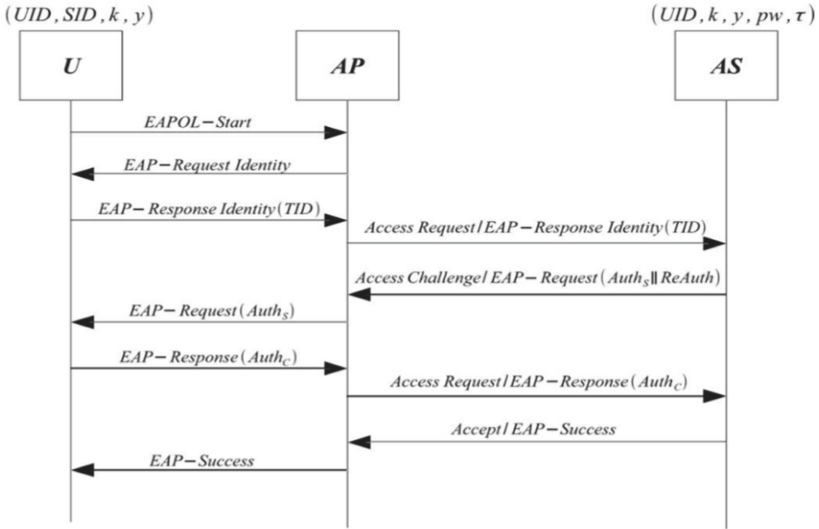 (UID, SID, k, y)
(UID, k, y, pw, τ)
U
AP
AS
EAPOL−Start
EAP−Request Identity
EAP−Response Identity(TID)
Access Request/EAP−Response Identity(TID)
Access Challenge/EAP−Request(Auth_S||ReAuth)
EAP−Request(Auth_S)
EAP−Response(Auth_C)
Access Request/EAP−Response(Auth_C)
Accept/EAP−Success
EAP−Success